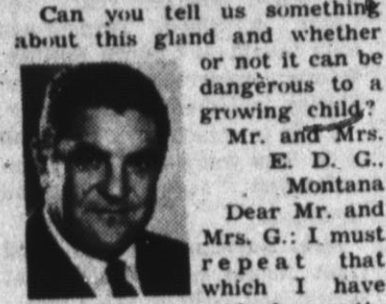 Can you tell us something
about this gland and whether
or not it can be
dangerous to a
growing child?
Mr. and Mrs.
E. D. G.,
Montana
Dear Mr. and
Mrs. G.: I must
repeat that
which I have